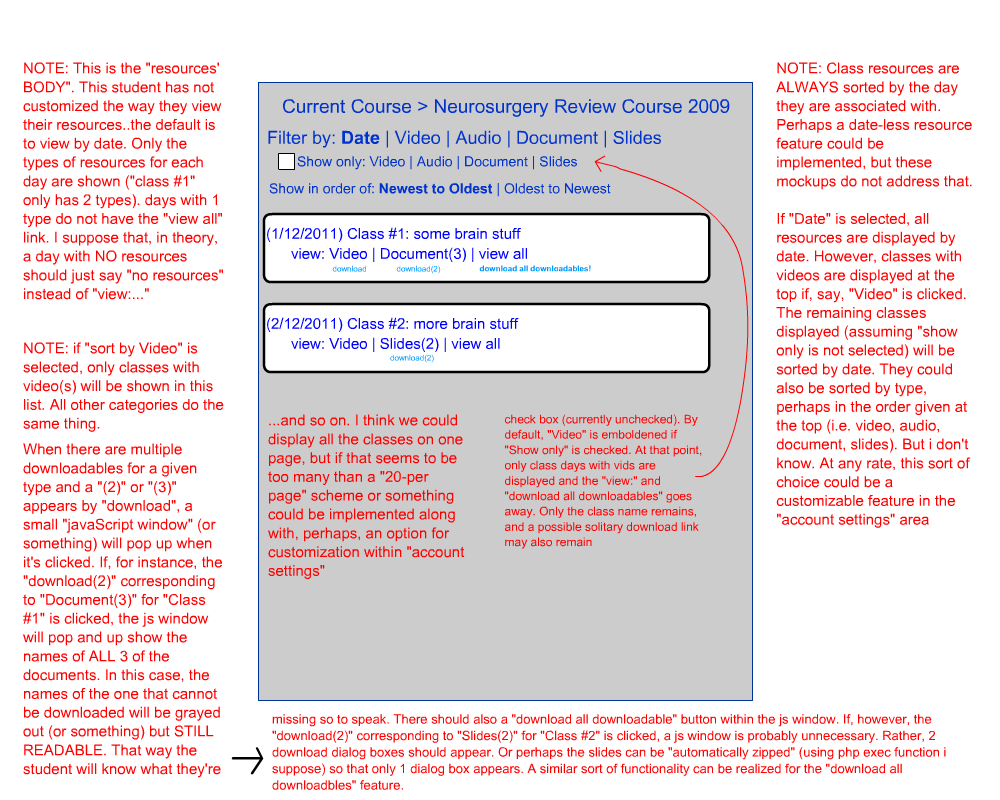 NOTE: This is the "resources'
BODY". This student has not
customized the way they view
their resources..the default is
to view by date. Only the
types of resources for each
day are shown ("class #1"
only has 2 types). days with 1
type do not have the "view all"
link. I suppose that, in theory,
a day with NO resources
should just say "no resources"
instead of "view:..."
NOTE: if "sort by Video" is
selected, only classes with
video(s) will be shown in this
list. All other categories do the
same thing.
When there are multiple
downloadables for a given
type and a "(2)" or "(3)"
appears by "download", a
small "javaScript window" (or
something) will pop up when
it's clicked. If, for instance, the
"download(2)" corresponding
to "Document(3)" for "Class
#1" is clicked, the js window
will pop and up show the
names of ALL 3 of the
documents. In this case, the
names of the one that cannot
be downloaded will be grayed
out (or something) but STILL
READABLE. That way the
student will know what they're
missing so to speak. There should also a "download all downloadable" button within the js window. If, however, the
"download(2)" corresponding to "Slides(2)" for "Class #2" is clicked, a js window is probably unnecessary. Rather, 2
download dialog boxes should appear. Or perhaps the slides can be "automatically zipped" (using php exec function i
suppose) so that only 1 dialog box appears. A similar sort of functionality can be realized for the "download all
downloadbles" feature.
Current Course > Neurosurgery Review Course 2009
Filter by: Date | Video | Audio | Document | Slides
Show only: Video | Audio | Document | Slides
Show in order of: Newest to Oldest | Oldest to Newest
(1/12/2011) Class #1: some brain stuff
view: Video | Document(3) | view all
download download(2) download all downloadables!
(2/12/2011) Class #2: more brain stuff
view: Video | Slides(2) | view all
download(2)
...and so on. I think we could
display all the classes on one
page, but if that seems to be
too many than a "20-per
page" scheme or something
could be implemented along
with, perhaps, an option for
customization within "account
settings"
check box (currently unchecked). By
default, "Video" is emboldened if
"Show only" is checked. At that point,
only class days with vids are
displayed and the "view:" and
"download all downloadables" goes
away. Only the class name remains,
and a possible solitary download link
may also remain
NOTE: Class resources are
ALWAYS sorted by the day
they are associated with.
Perhaps a date-less resource
feature could be
implemented, but these
mockups do not address that.
If "Date" is selected, all
resources are displayed by
date. However, classes with
videos are displayed at the
top if, say, "Video" is clicked.
The remaining classes
displayed (assuming "show
only is not selected) will be
sorted by date. They could
also be sorted by type,
perhaps in the order given at
the top (i.e. video, audio,
document, slides). But i don't
know. At any rate, this sort of
choice could be a
customizable feature in the
"account settings" area